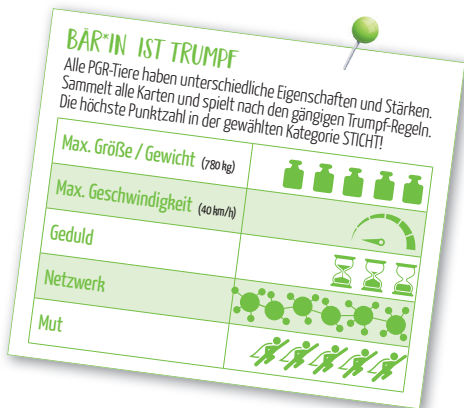 BÄR*IN IST TRUMPF
Alle PGR-Tiere haben unterschiedliche Eigenschaften und Stärken.
Sammelt alle Karten und spielt nach den gängigen Trumpf-Regeln.
Die höchste Punktzahl in der gewählten Kategorie STICHT!
Max. Größe / Gewicht (780 kg)
Max. Geschwindigkeit (40 km/h)
Geduld
Netzwerk
Mut